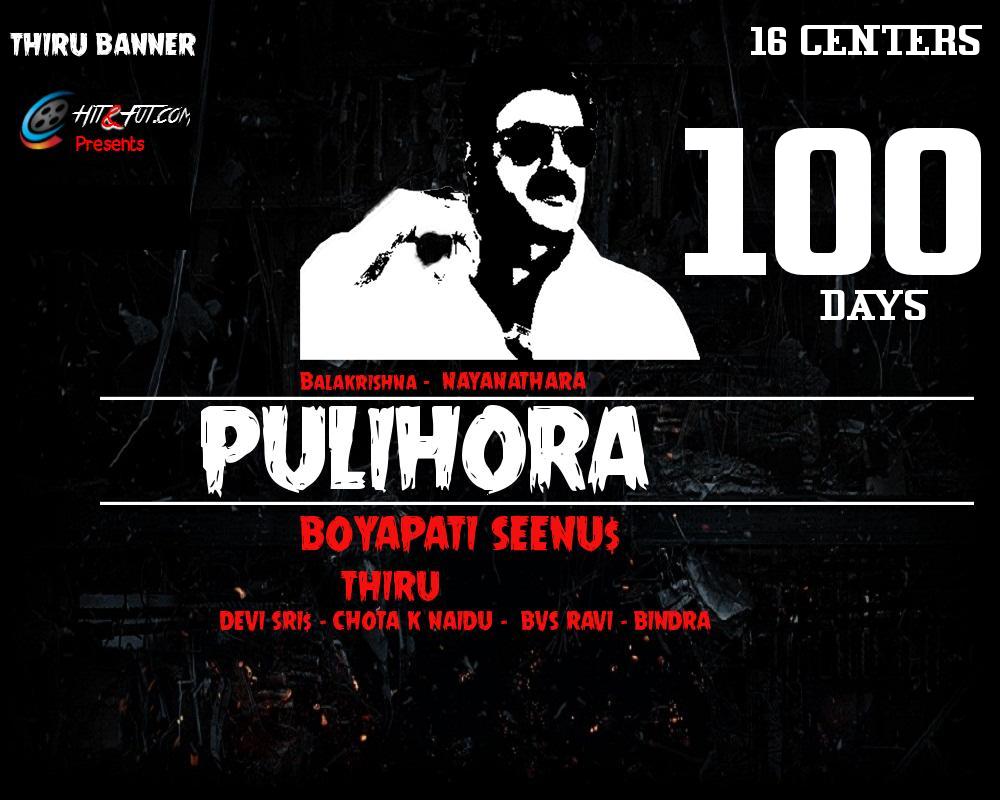 THIRU BANNER
16 CENTERS
HIT&FUT.COM
Presents
100
DAYS
BALAKRISHNA - NAYANATHARA
PULIHORA
BOYAPATI SEENU$
THIRU
DEVI SRI$ - CHOTA K NAIDU - BVS RAVI - BINDRA